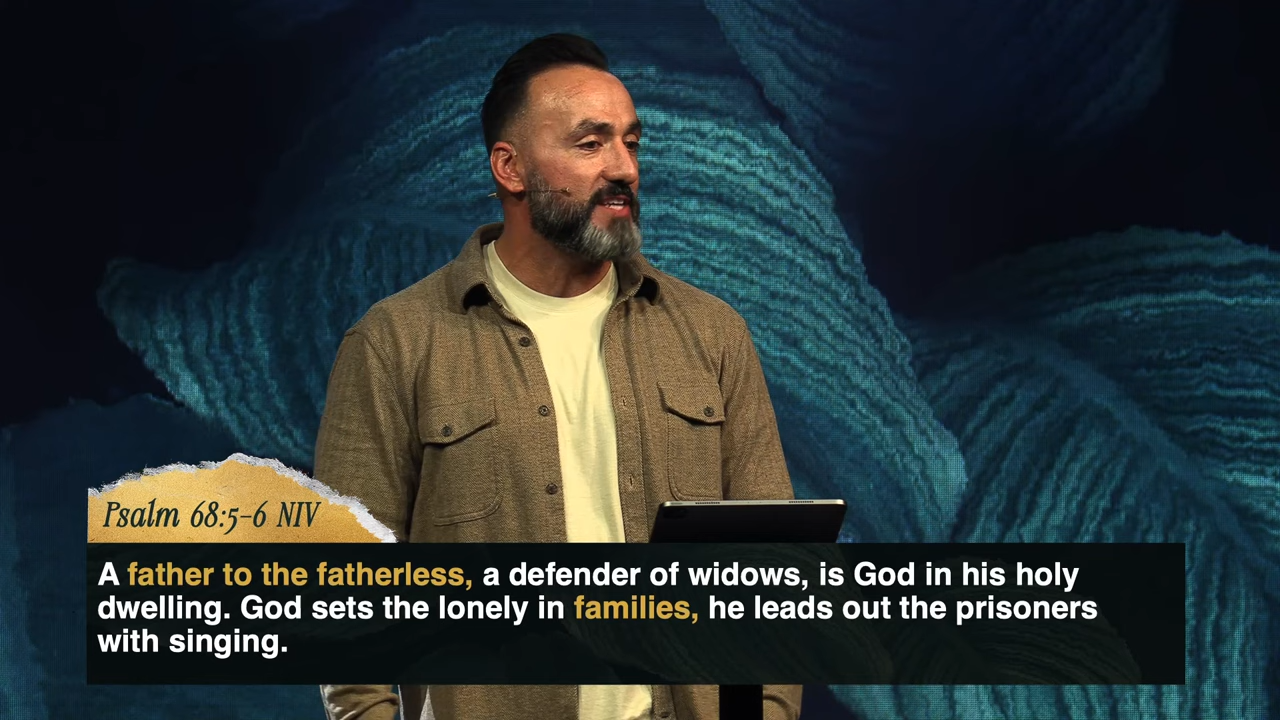 Psalm 68:5-6 NIV
A father to the fatherless, a defender of widows, is God in his holy
dwelling. God sets the lonely in families, he leads out the prisoners
with singing.